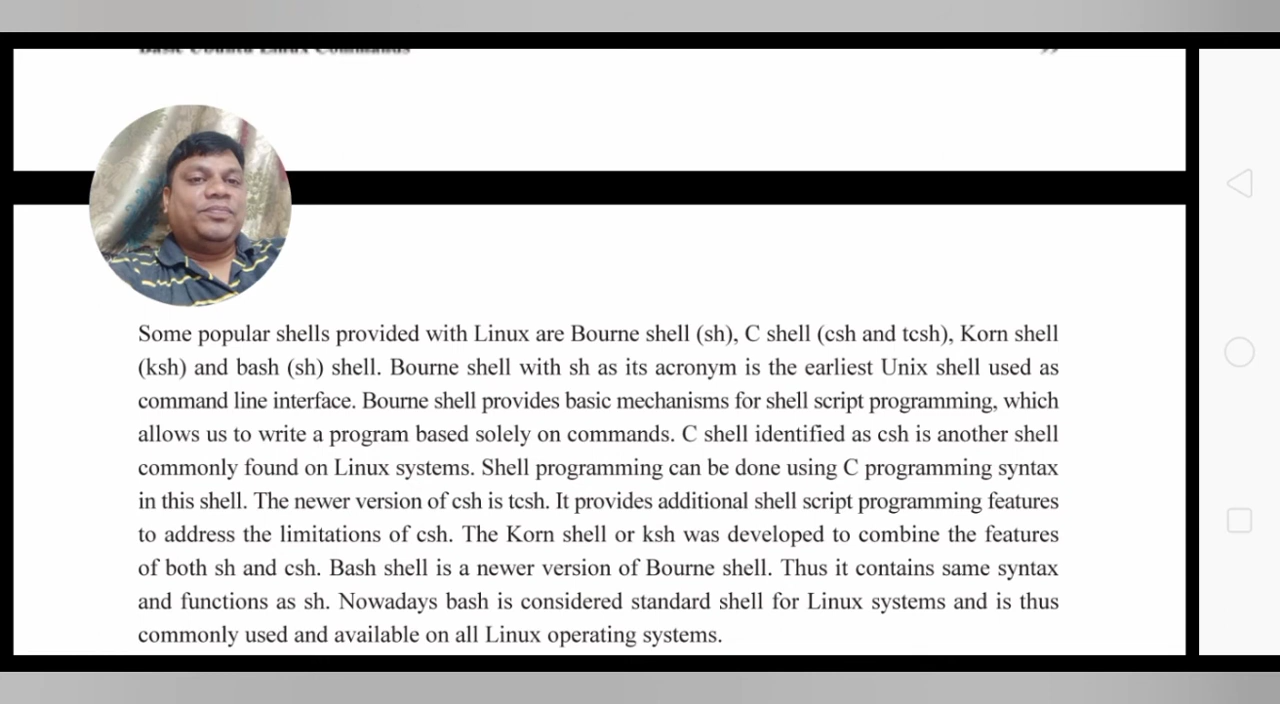 Basic Ubuntu Linux Commands
Some popular shells provided with Linux are Bourne shell (sh), C shell (csh and tcsh), Korn shell
(ksh) and bash (sh) shell. Bourne shell with sh as its acronym is the earliest Unix shell used as
command line interface. Bourne shell provides basic mechanisms for shell script programming, which
allows us to write a program based solely on commands. C shell identified as csh is another shell
commonly found on Linux systems. Shell programming can be done using C programming syntax
in this shell. The newer version of csh is tcsh. It provides additional shell script programming features
to address the limitations of csh. The Korn shell or ksh was developed to combine the features
of both sh and csh. Bash shell is a newer version of Bourne shell. Thus it contains same syntax
and functions as sh. Nowadays bash is considered standard shell for Linux systems and is thus
commonly used and available on all Linux operating systems.